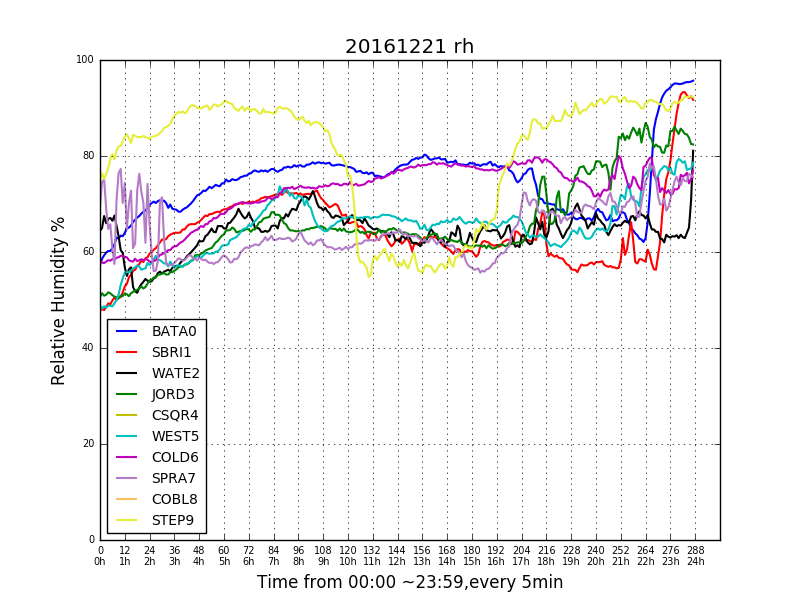 20161221 rh
Relative Humidity %
100
80
60
40
20
0
BATA0
SBRI1
WATE2
JORD3
CSQR4
WEST5
COLD6
SPRA7
COBL8
STEP9
0 12 24 36 48 60 72 84 96 108 120 132 144 156 168 180 192 204 216 228 240 252 264 276 288
0h 1h 2h 3h 4h 5h 6h 7h 8h 9h 10h 11h 12h 13h 14h 15h 16h 17h 18h 19h 20h 21h 22h 23h 24h
Time from 00:00 ~23:59,every 5min